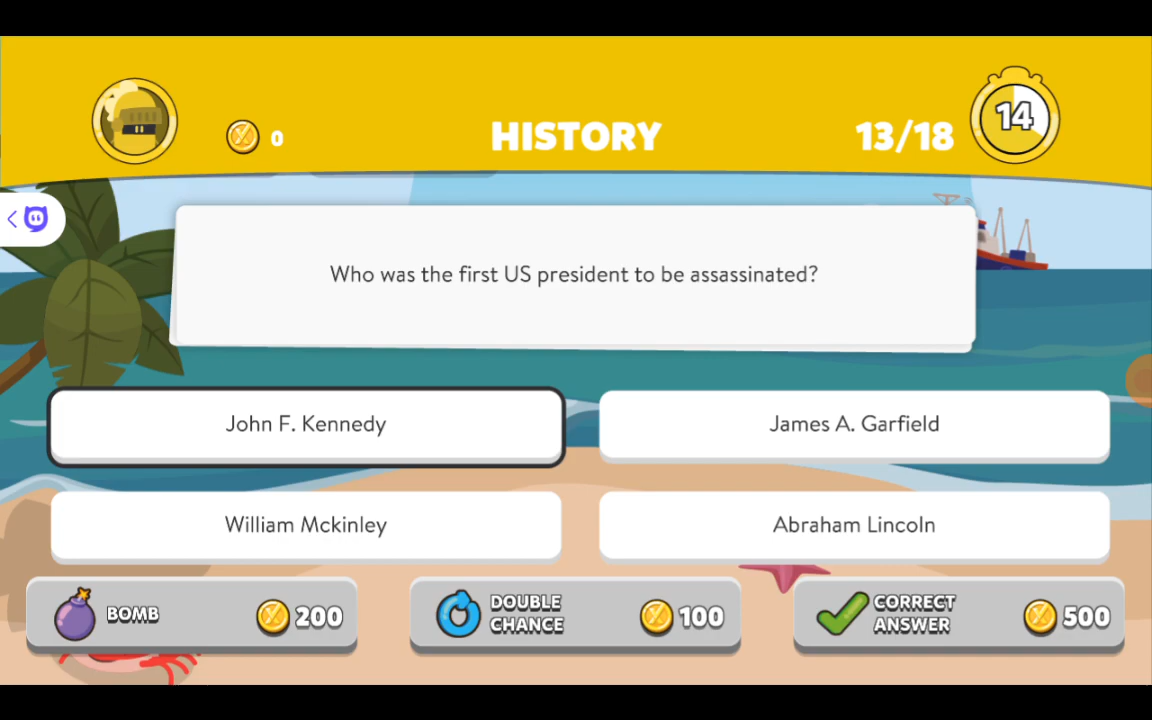 0
HISTORY
13/18
14
Who was the first US president to be assassinated?
John F. Kennedy
James A. Garfield
William Mckinley
Abraham Lincoln
BOMB
200
DOUBLE
CHANCE
100
CORRECT
ANSWER
500